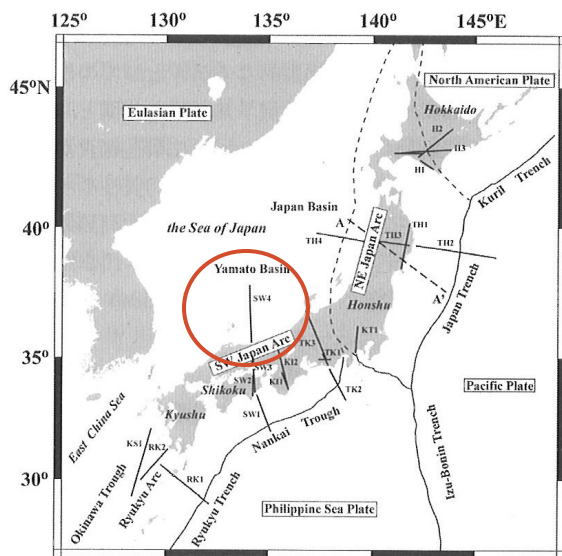 125°E
130°
135°
140°
145°E
45°N
North American Plate
Eulasian Plate
Hokkaido
H2
H3
H1
Kuril Trench
Japan Basin
40°
A
the Sea of Japan
NE Japan Arc
TH1
TH3
TH4
TH2
Yamato Basin
SW4
Honshu
A'
Japan Trench
KT1
TK3
SW Japan Arc
35°
TK1
KI2
SW3
SW2
KI1
Pacific Plate
Shikoku
TK2
Kyushu
SW1
Nankai Trough
East China Sea
KS1
RK2
Izu-Bonin Trench
30°
RK1
Okinawa Trough
Ryukyu Arc
Ryukyu Trench
Philippine Sea Plate